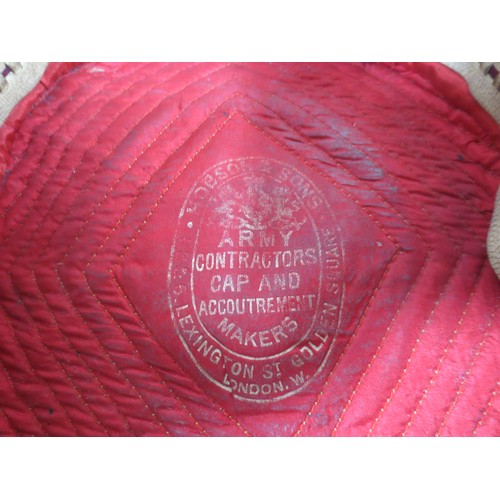 & SONS
ARMY
CONTRACTORS
CAP AND
ACCOUTREMENT
MAKERS
LEXINGTON ST GOLDEN SQUARE
LONDON. W.